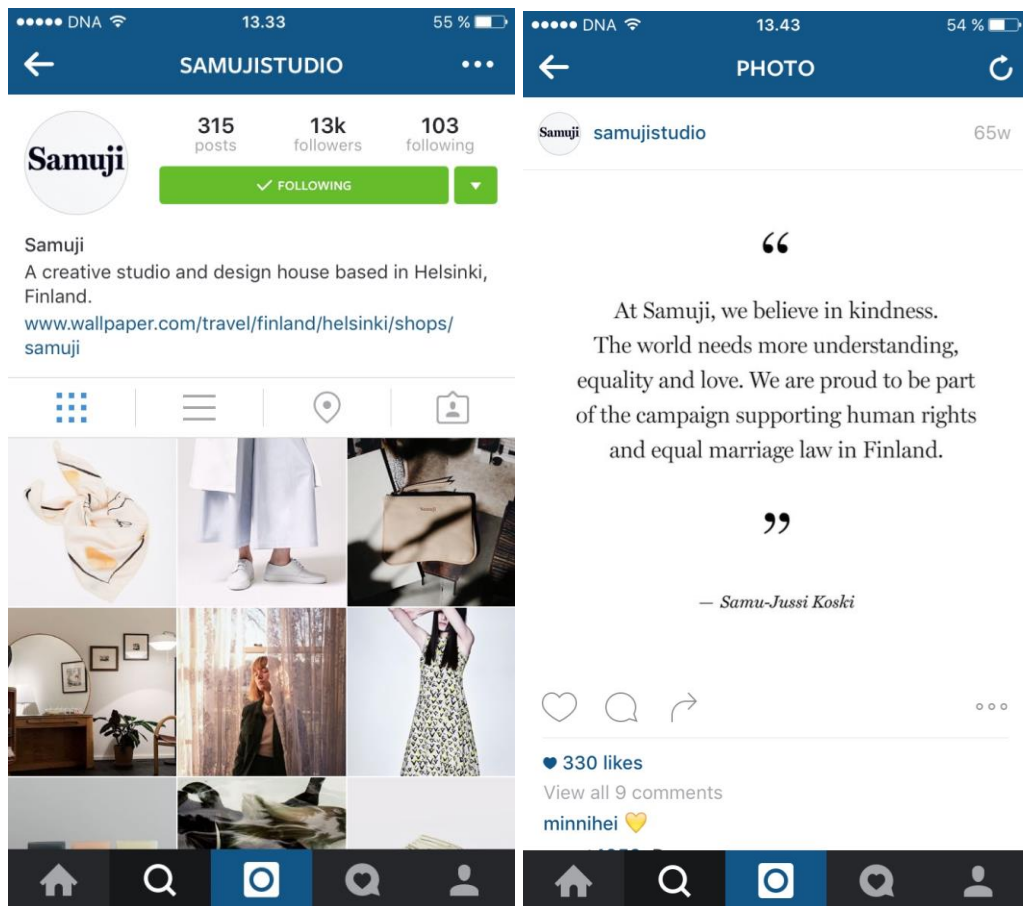 DNA 13.33 55 %
SAMUJISTUDIO
Samuji
315 13k 103
posts followers following
FOLLOWING
Samuji
A creative studio and design house based in Helsinki,
Finland.
www.wallpaper.com/travel/finland/helsinki/shops/
samuji
DNA 13.43 54 %
PHOTO
Samuji samujistudio 65w
“
At Samuji, we believe in kindness.
The world needs more understanding,
equality and love. We are proud to be part
of the campaign supporting human rights
and equal marriage law in Finland.
”
— Samu-Jussi Koski
330 likes
View all 9 comments
minnihei 💛